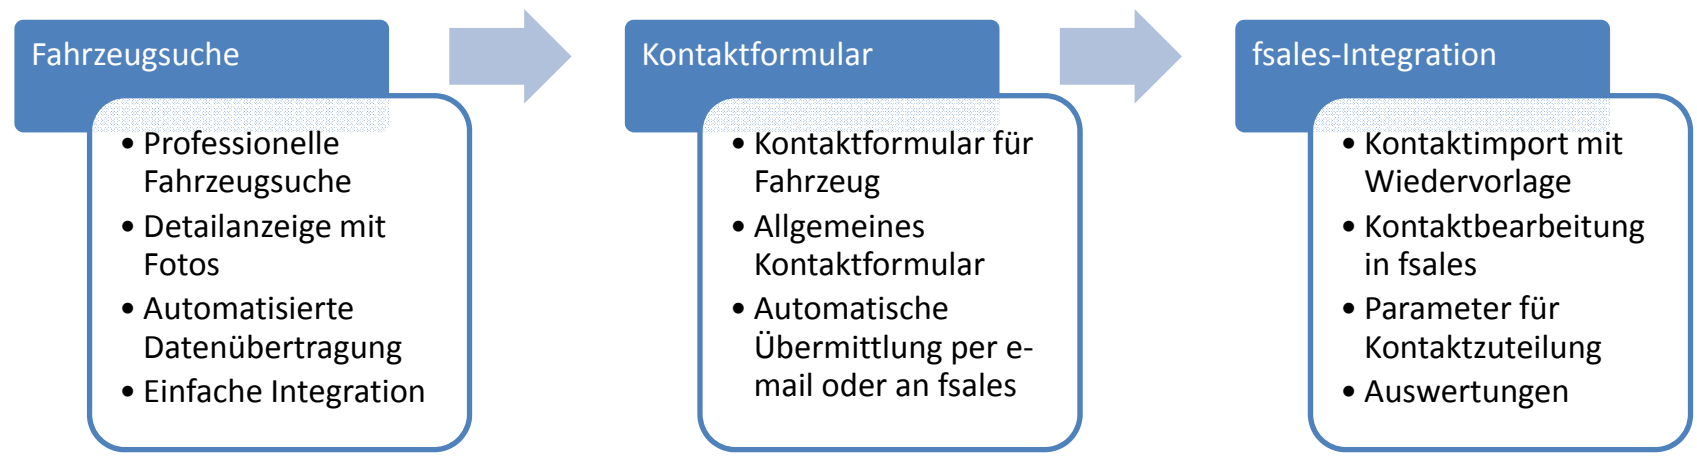 Fahrzeugsuche
• Professionelle
Fahrzeugsuche
• Detailanzeige mit
Fotos
• Automatisierte
Datenübertragung
• Einfache Integration
Kontaktformular
• Kontaktformular für
Fahrzeug
• Allgemeines
Kontaktformular
• Automatische
Übermittlung per e-
mail oder an fsales
fsales-Integration
• Kontaktimport mit
Wiedervorlage
• Kontaktbearbeitung
in fsales
• Parameter für
Kontaktzuteilung
• Auswertungen